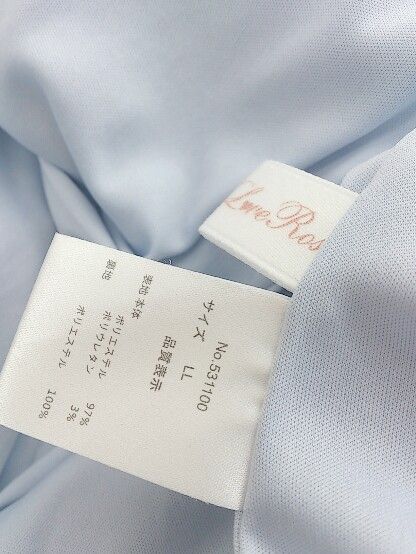 Love Ros
No.531100
サイズ LL
品質表示
表地 本体 ポリエステル 97%
ポリウレタン 3%
裏地 ポリエステル 100%